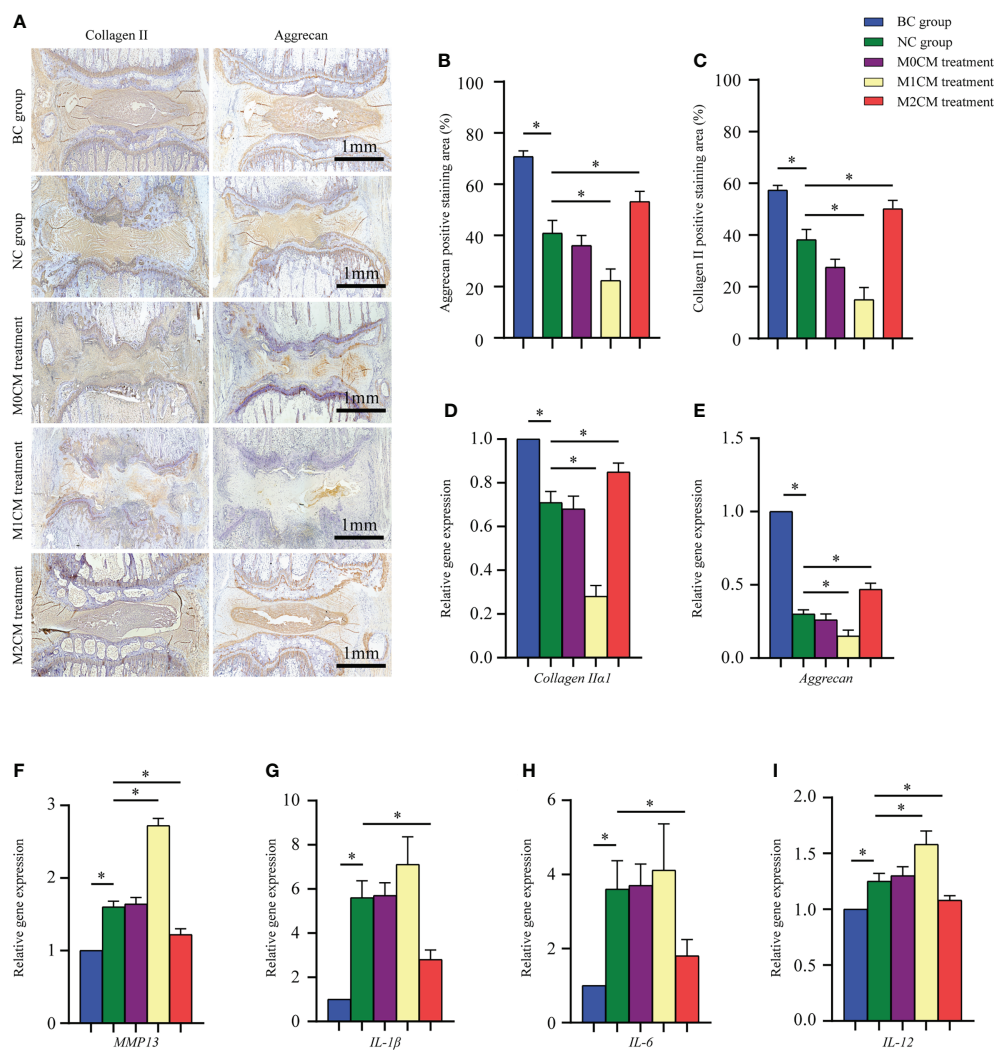 A
Collagen II
Aggrecan
BC group
1mm
NC group
1mm
M0CM treatment
1mm
M1CM treatment
1mm
M2CM treatment
1mm
BC group
NC group
M0CM treatment
M1CM treatment
M2CM treatment
B
Aggrecan positive staining area (%)
100
80
60
40
20
0
*
*
*
C
Collagen II positive staining area (%)
100
80
60
40
20
0
*
*
*
D
Relative gene expression
1.0
0.8
0.6
0.4
0.2
0.0
*
*
*
Collagen IIα1
E
Relative gene expression
1.5
1.0
0.5
0.0
*
*
*
Aggrecan
F
Relative gene expression
3
2
1
0
*
*
*
MMP13
G
Relative gene expression
10
8
6
4
2
0
*
*
IL-1β
H
Relative gene expression
6
4
2
0
*
*
IL-6
I
Relative gene expression
2.0
1.5
1.0
0.5
0.0
*
*
*
IL-12